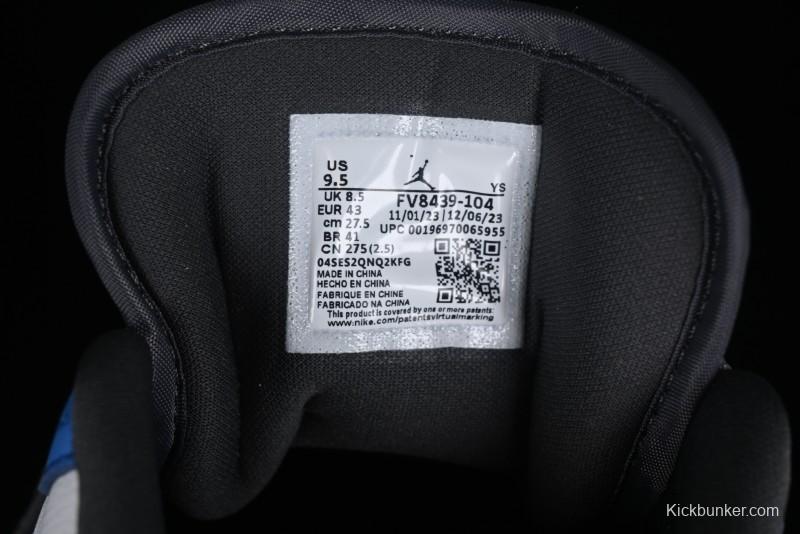 US
9.5
YS
UK 8.5
FV8439-104
EUR 43
11/01/23 | 12/06/23
cm 27.5
UPC 00196970065955
BR 41
CN 275(2.5)
04SES2QNQ2KFG
MADE IN CHINA
HECHO EN CHINA
FABRIQUE EN CHINE
FABRICADO NA CHINA
This product is covered by one or more patents:
www.nike.com/patentsvirtualmarking
Kickbunker.com